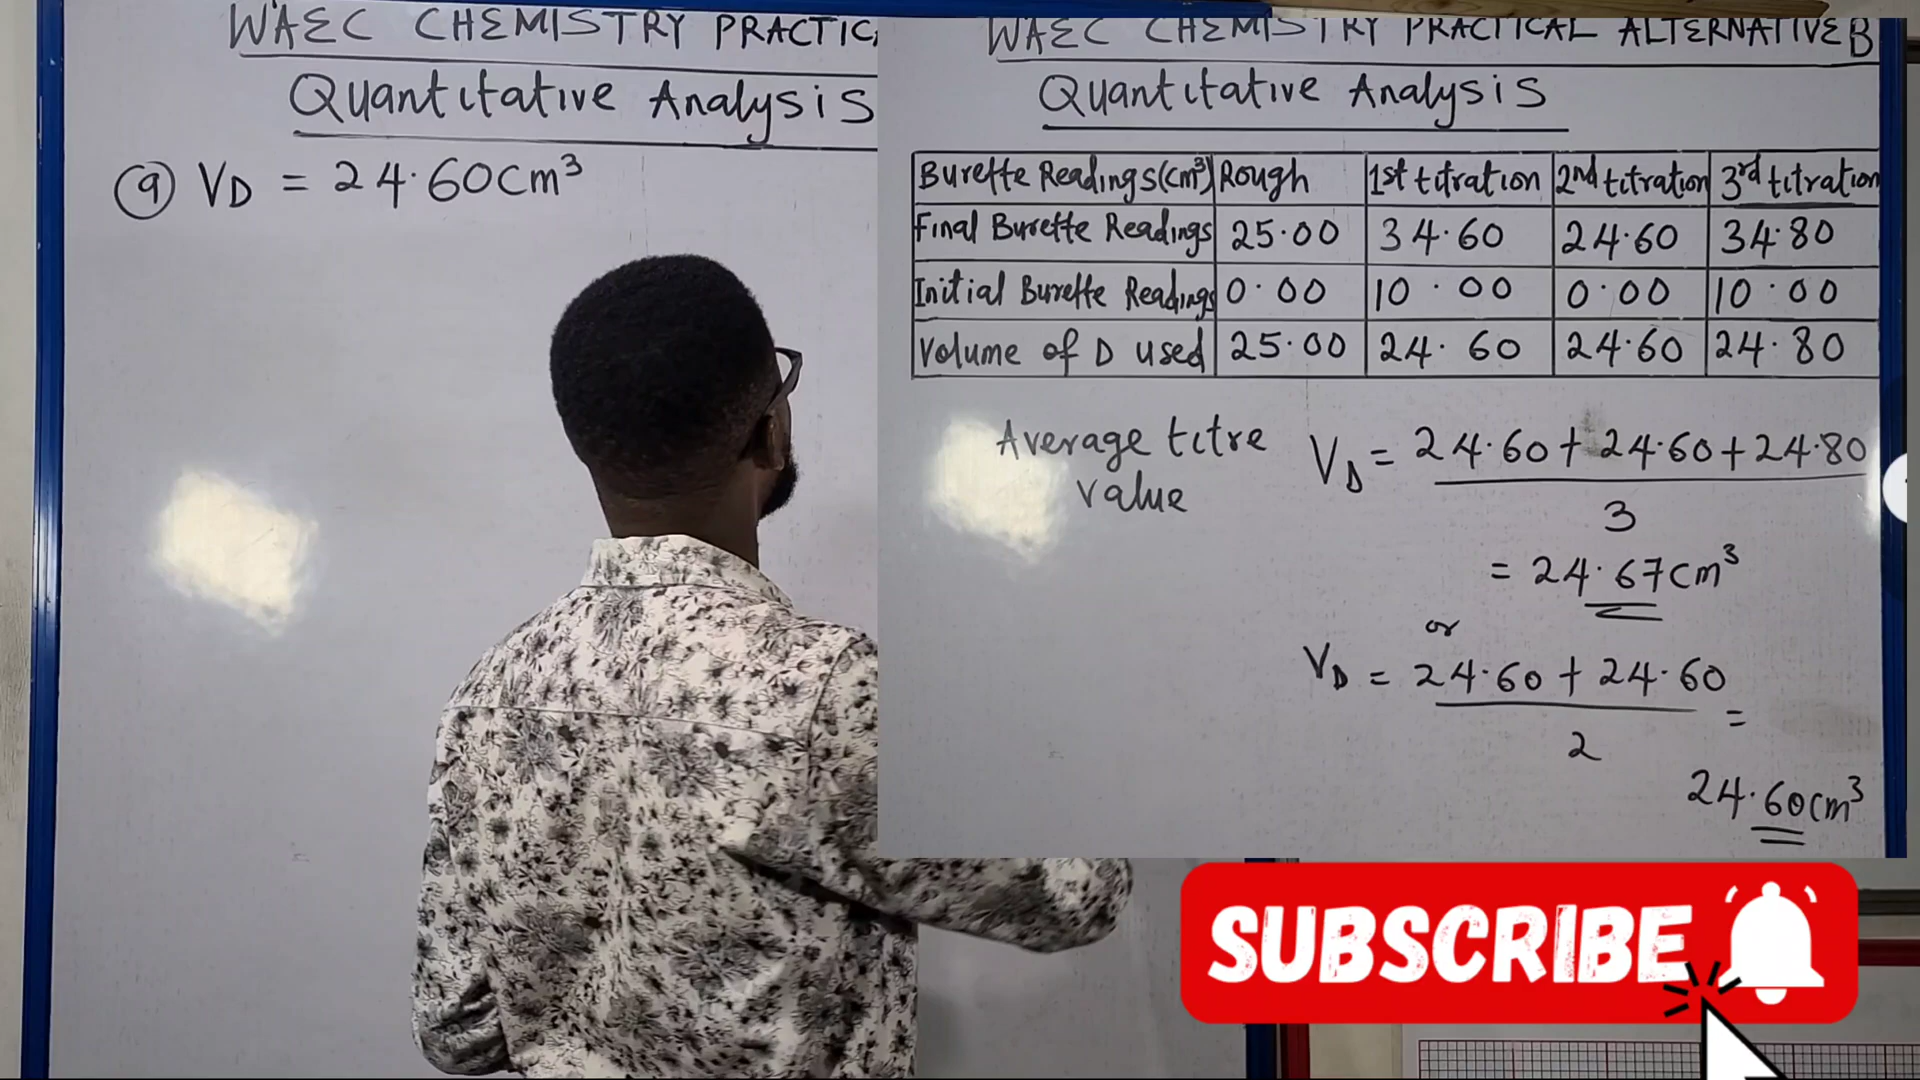 WAEC CHEMISTRY PRACTIC
Quantitative Analysis
(a) VD = 24.60cm³
WAEC CHEMISTRY PRACTICAL ALTERNATIVE B
Quantitative Analysis
Burette Readings(cm³) Rough 1st titration 2nd titration 3rd titration
Final Burette Readings 25.00 34.60 24.60 34.80
Initial Burette Readings 0.00 10.00 0.00 10.00
Volume of D used 25.00 24.60 24.60 24.80
Average titre value
VD = 24.60 + 24.60 + 24.80
3
= 24.67cm³
or
VD = 24.60 + 24.60 =
2
24.60cm³
SUBSCRIBE